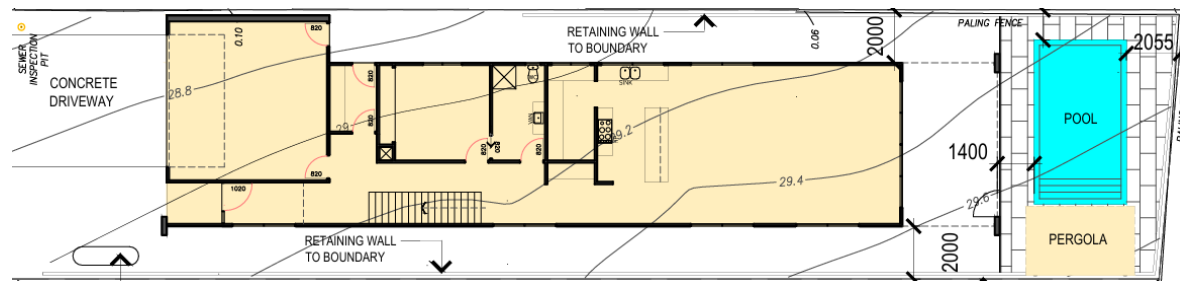 SEWER
INSPECTION
PIT
CONCRETE
DRIVEWAY
28.8
0.10
820
820
1020
29
820
820
820
820
820
RETAINING WALL
TO BOUNDARY
SINK
29.2
29.4
29.6
0.06
2000
PALING FENCE
2055
POOL
1400
PERGOLA
2000
RETAINING WALL
TO BOUNDARY